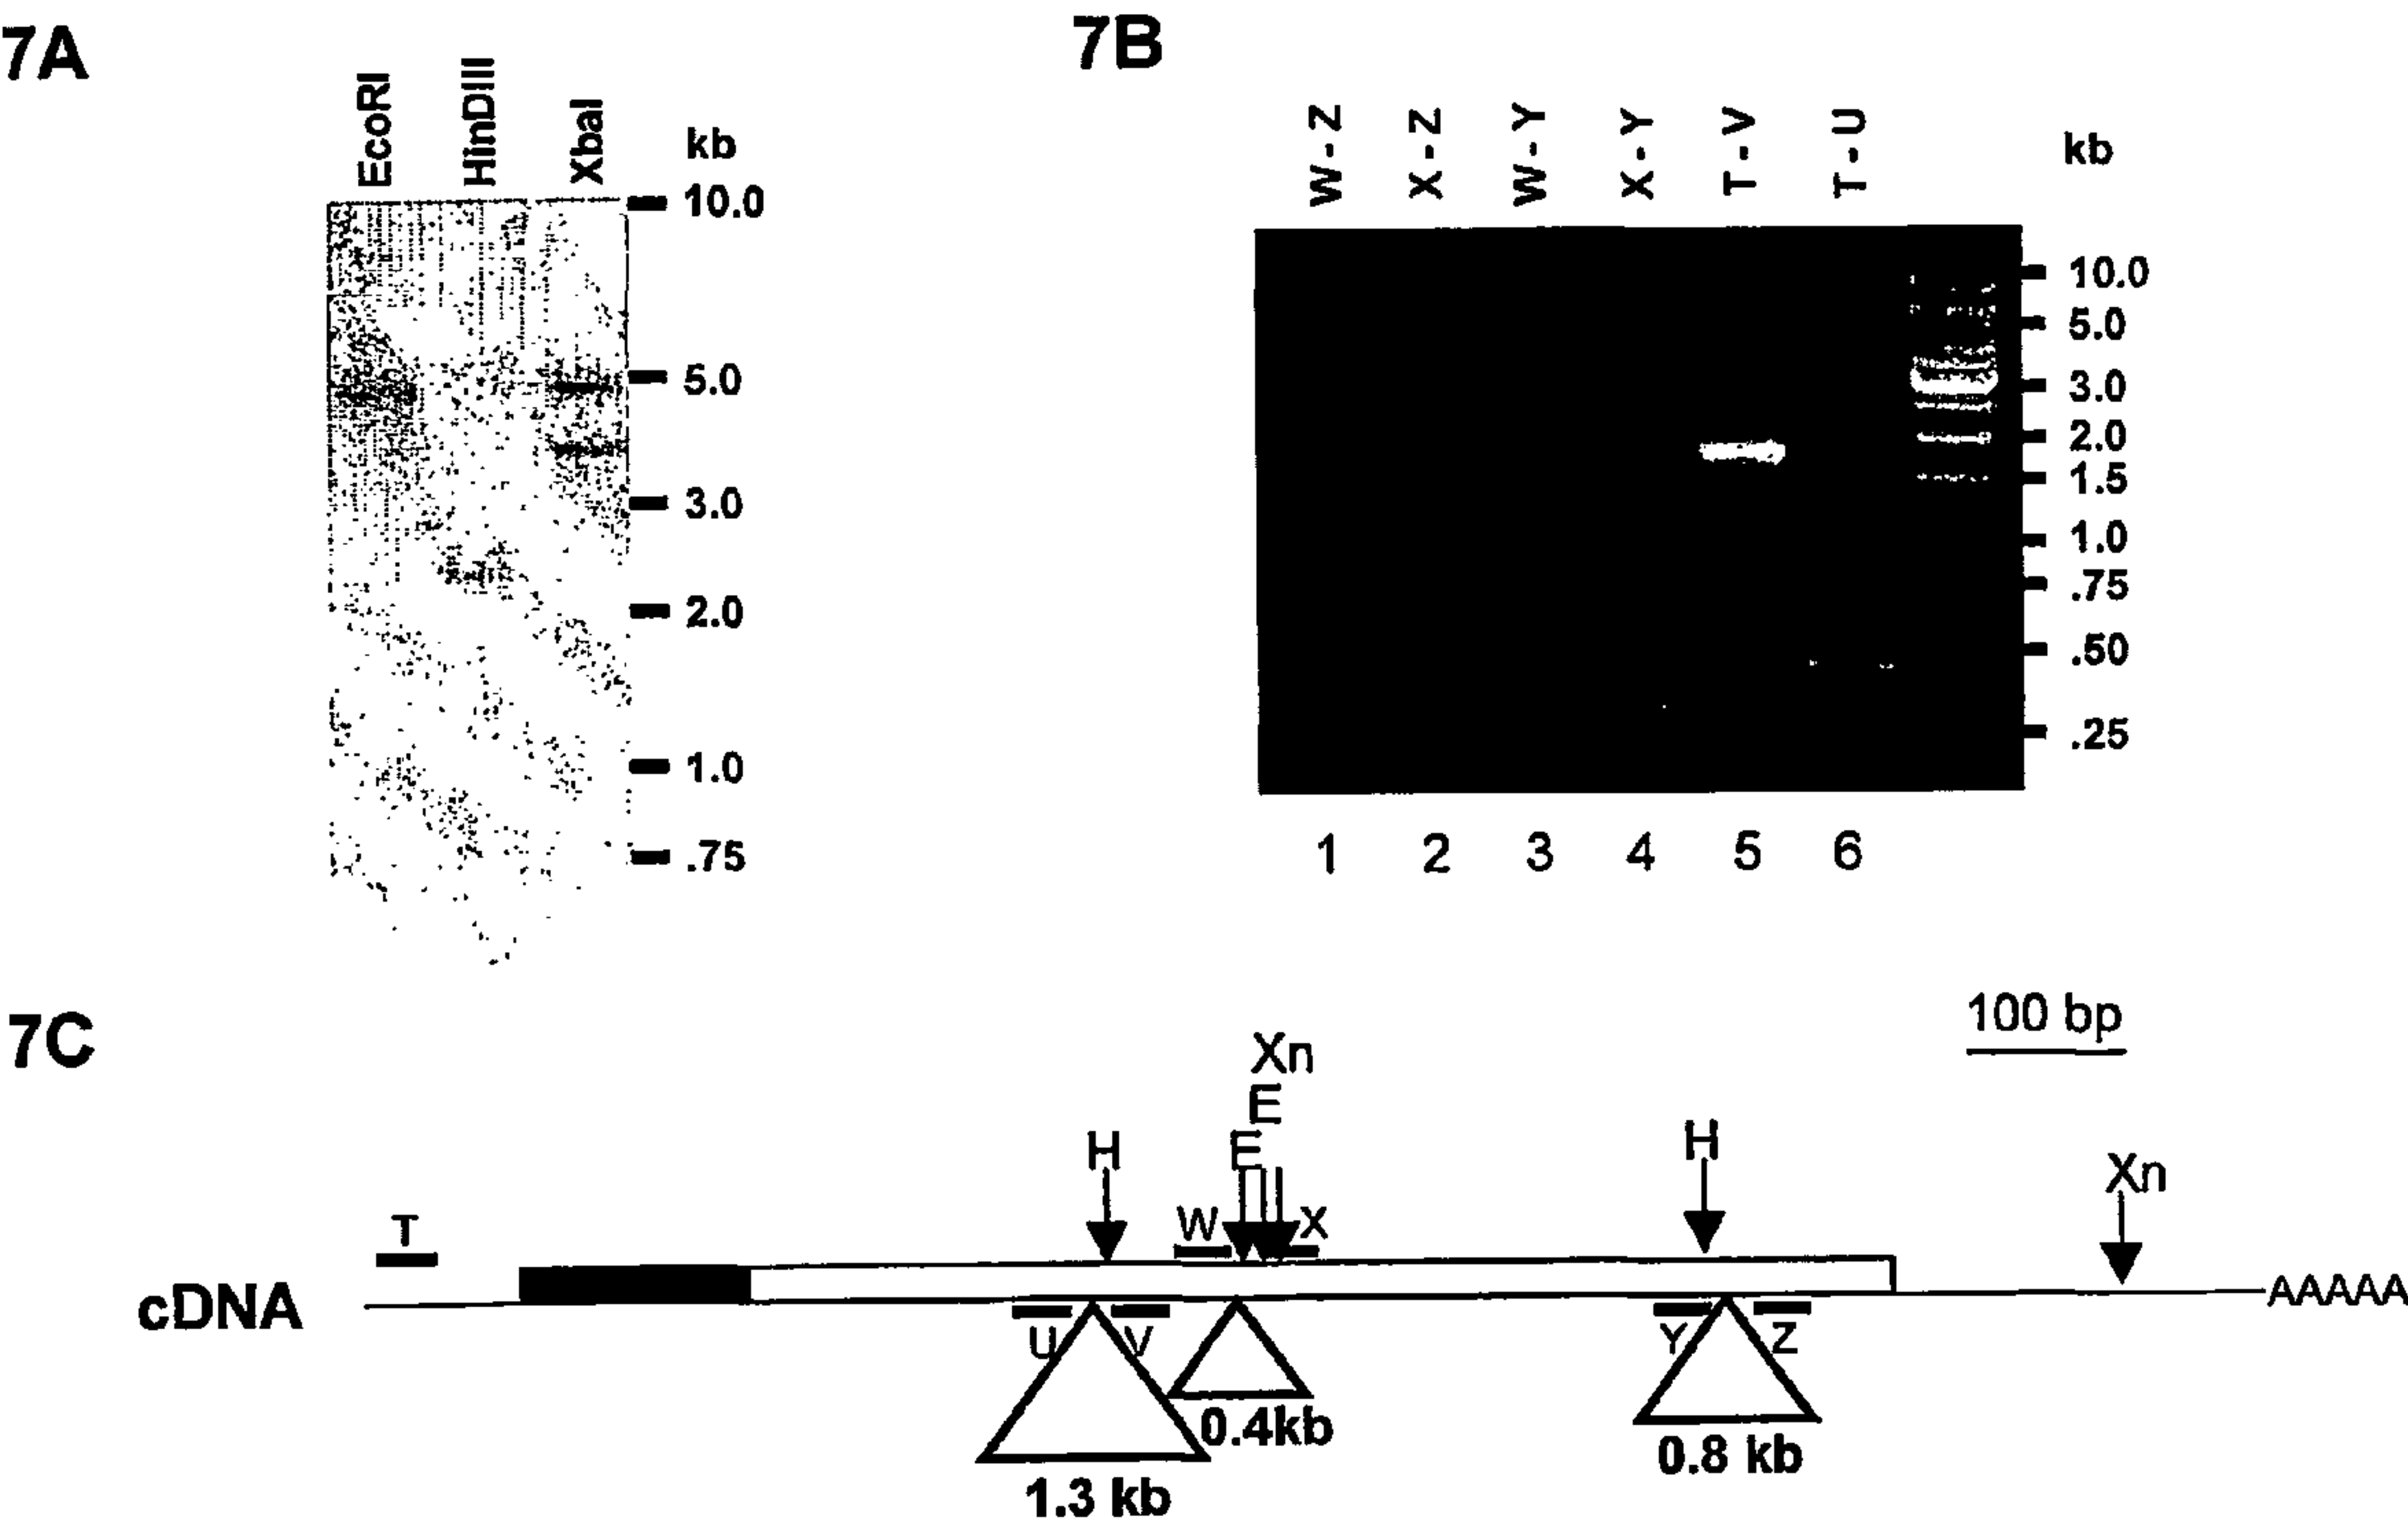 7A
EcoRI HinDIII XbaI kb
10.0
5.0
3.0
2.0
1.0
.75
7B
W - Z X - Z W - Y X - Y T - V T - U kb
10.0
5.0
3.0
2.0
1.5
1.0
.75
.50
.25
1 2 3 4 5 6
7C
100 bp
Xn
E
H E H Xn
T W X
cDNA AAAAA
U V Y Z
0.4kb
1.3 kb
0.8 kb